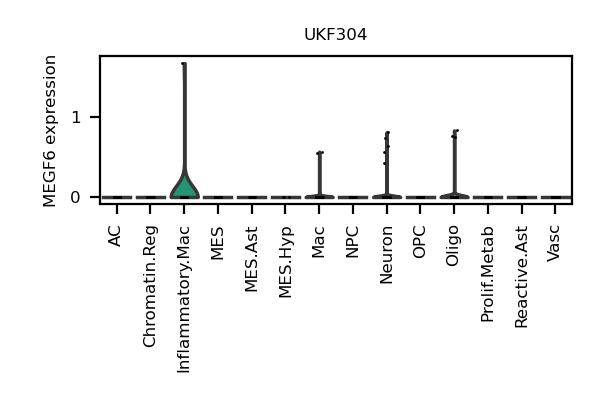 UKF304
MEGF6 expression
1
0
AC
Chromatin.Reg
Inflammatory.Mac
MES
MES.Ast
MES.Hyp
Mac
NPC
Neuron
OPC
Oligo
Prolif.Metab
Reactive.Ast
Vasc